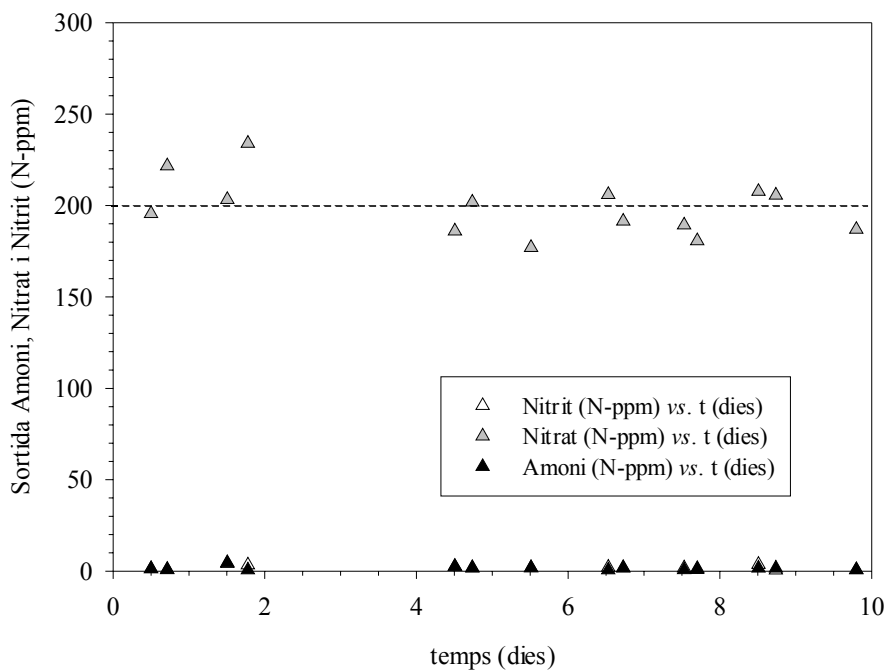 300
250
200
150
100
50
0
Sortida Amoni, Nitrat i Nitrit (N-ppm)
Nitrit (N-ppm) vs. t (dies)
Nitrat (N-ppm) vs. t (dies)
Amoni (N-ppm) vs. t (dies)
0 2 4 6 8 10
temps (dies)